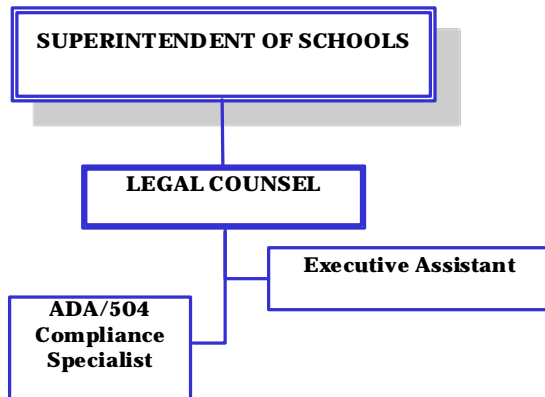 SUPERINTENDENT OF SCHOOLS
LEGAL COUNSEL
Executive Assistant
ADA/504
Compliance
Specialist